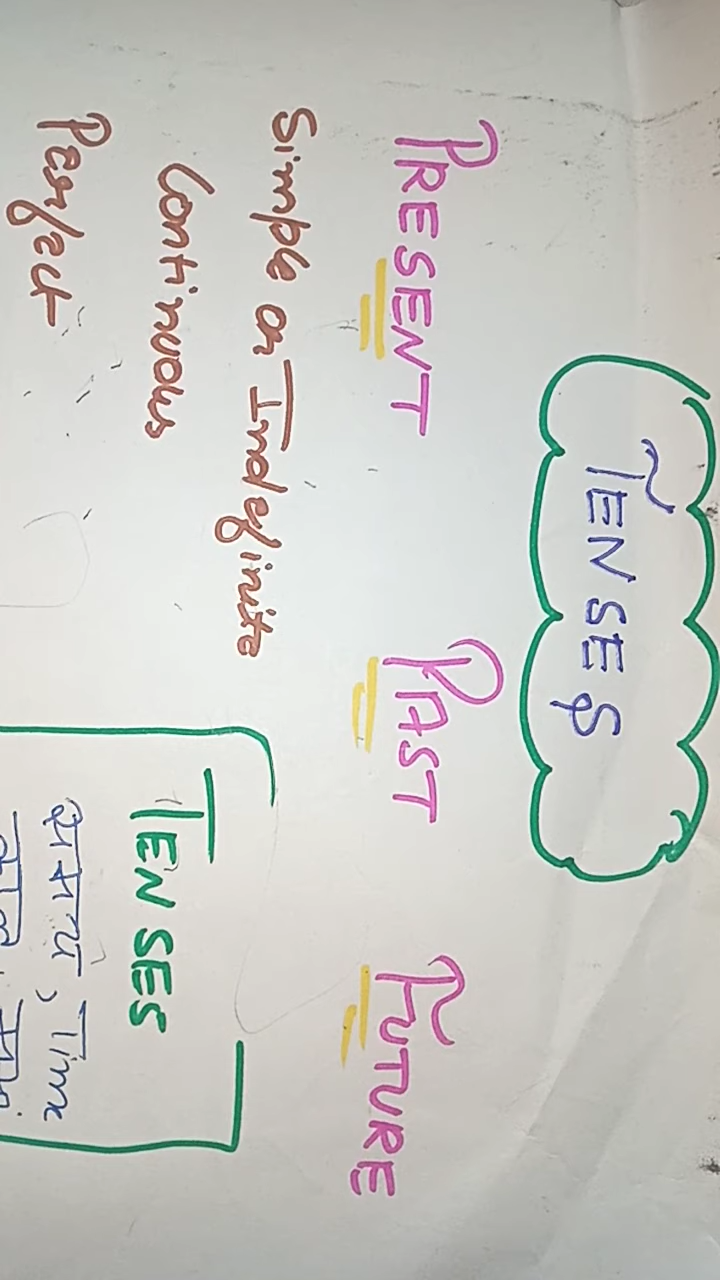 TENSES
PRESENT PAST FUTURE
Simple or Indefinite
Continuous
Perfect
TENSES
समय, Time